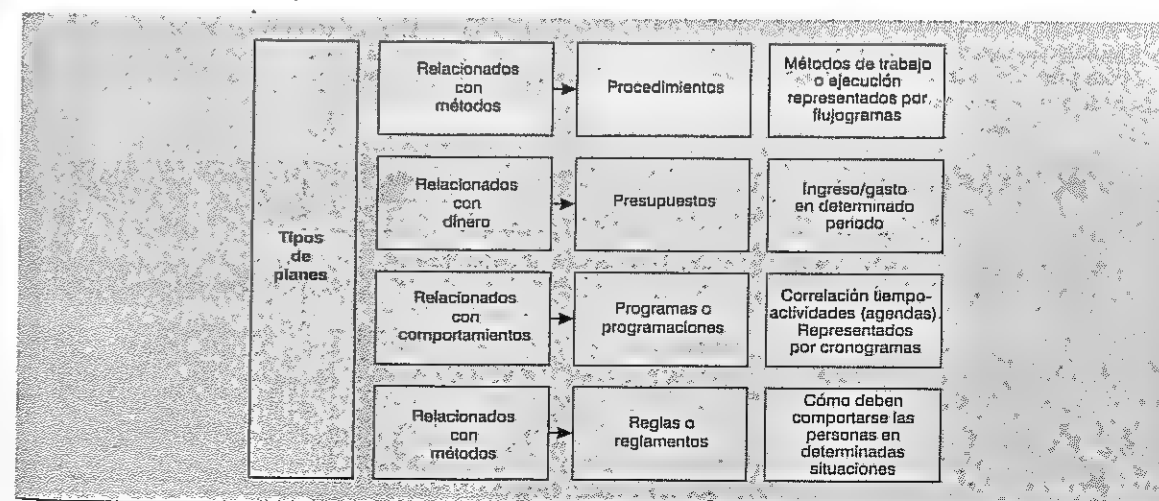 Tipos
de
planes
Relacionados
con
métodos
Procedimientos
Métodos de trabajo
o ejecución
representados por
flujogramas
Relacionados
con
dinero
Presupuestos
Ingreso/gasto
en determinado
periodo
Relacionados
con
comportamientos
Programas o
programaciones
Correlación tiempo-
actividades (agendas)
Representados
por cronogramas
Relacionados
con
métodos
Reglas o
reglamentos
Cómo deben
comportarse las
personas en
determinadas
situaciones